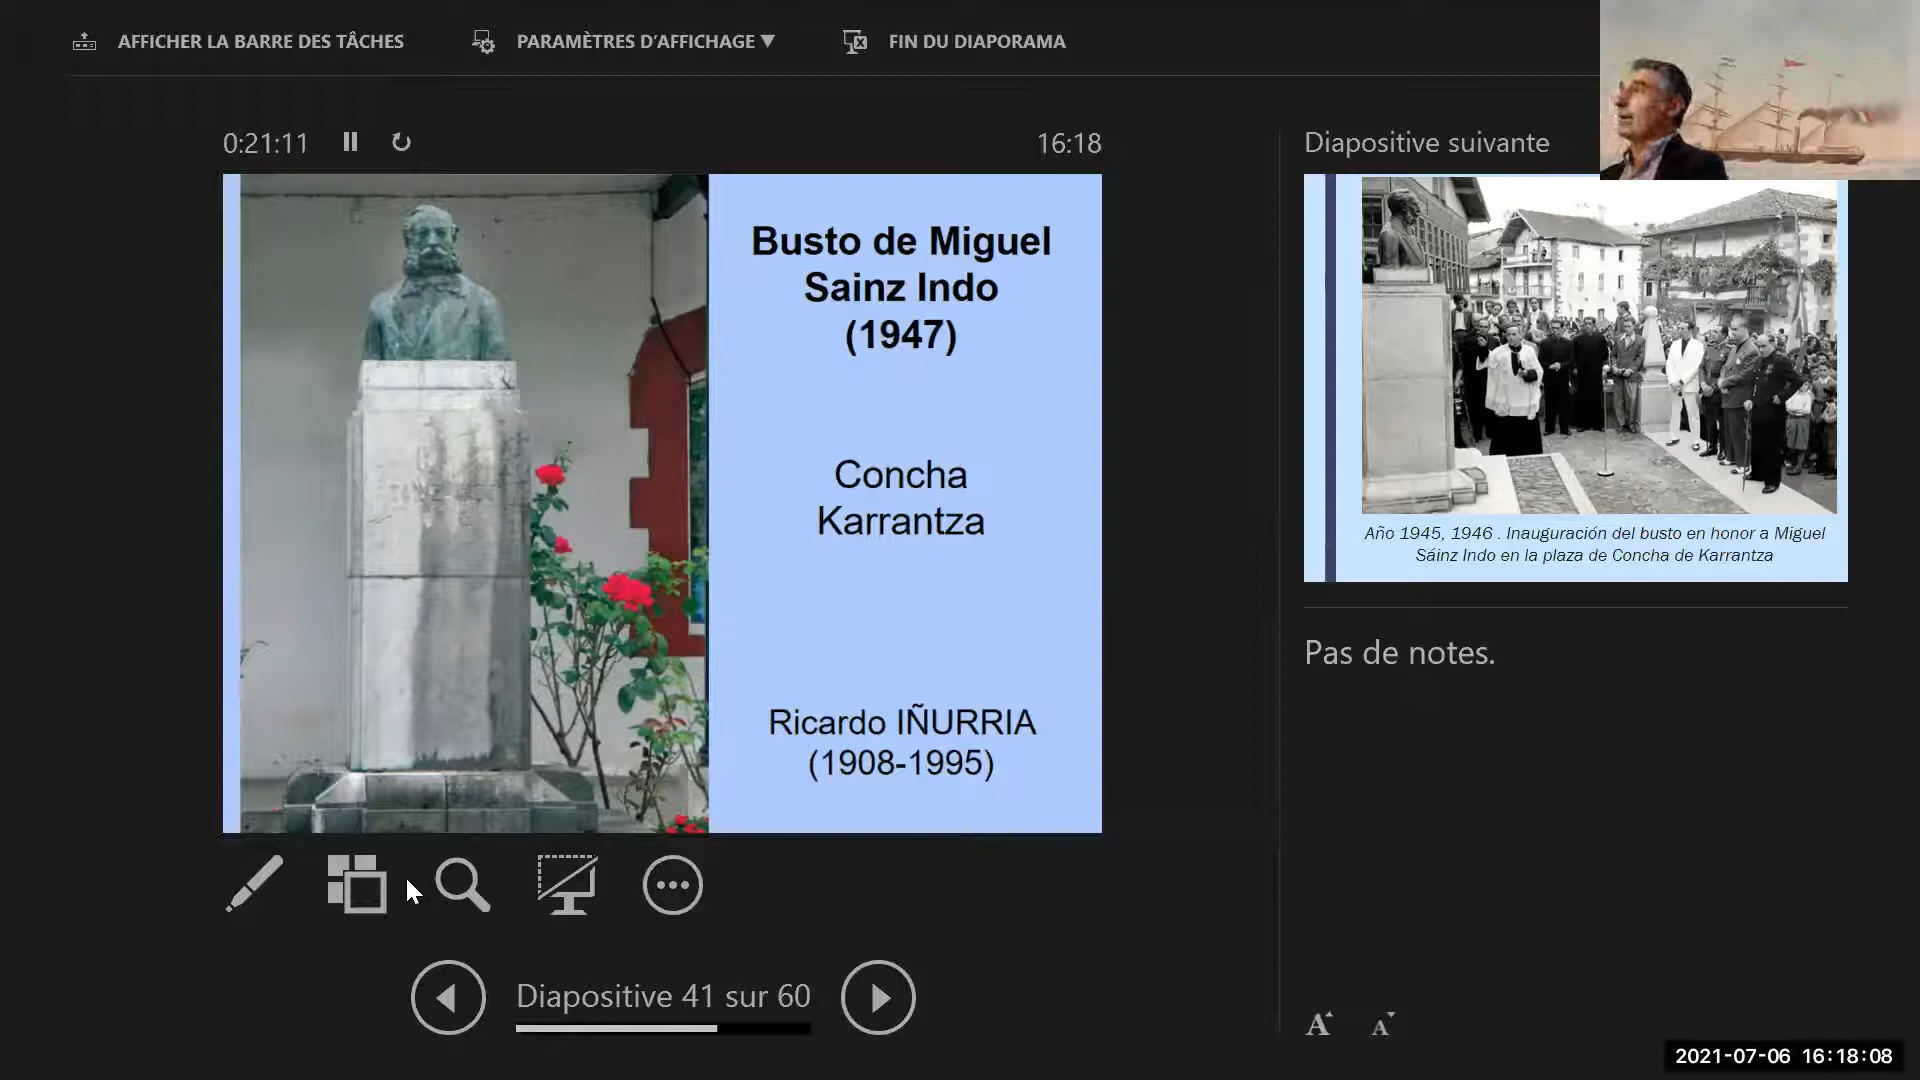 AFFICHER LA BARRE DES TÂCHES
PARAMÈTRES D'AFFICHAGE ▼
FIN DU DIAPORAMA
0:21:11
16:18
Busto de Miguel
Sainz Indo
(1947)
Concha
Karrantza
Ricardo IÑURRIA
(1908-1995)
Diapositive 41 sur 60
Diapositive suivante
Año 1945, 1946 . Inauguración del busto en honor a Miguel
Sáinz Indo en la plaza de Concha de Karrantza
Pas de notes.
A A
2021-07-06 16:18:08